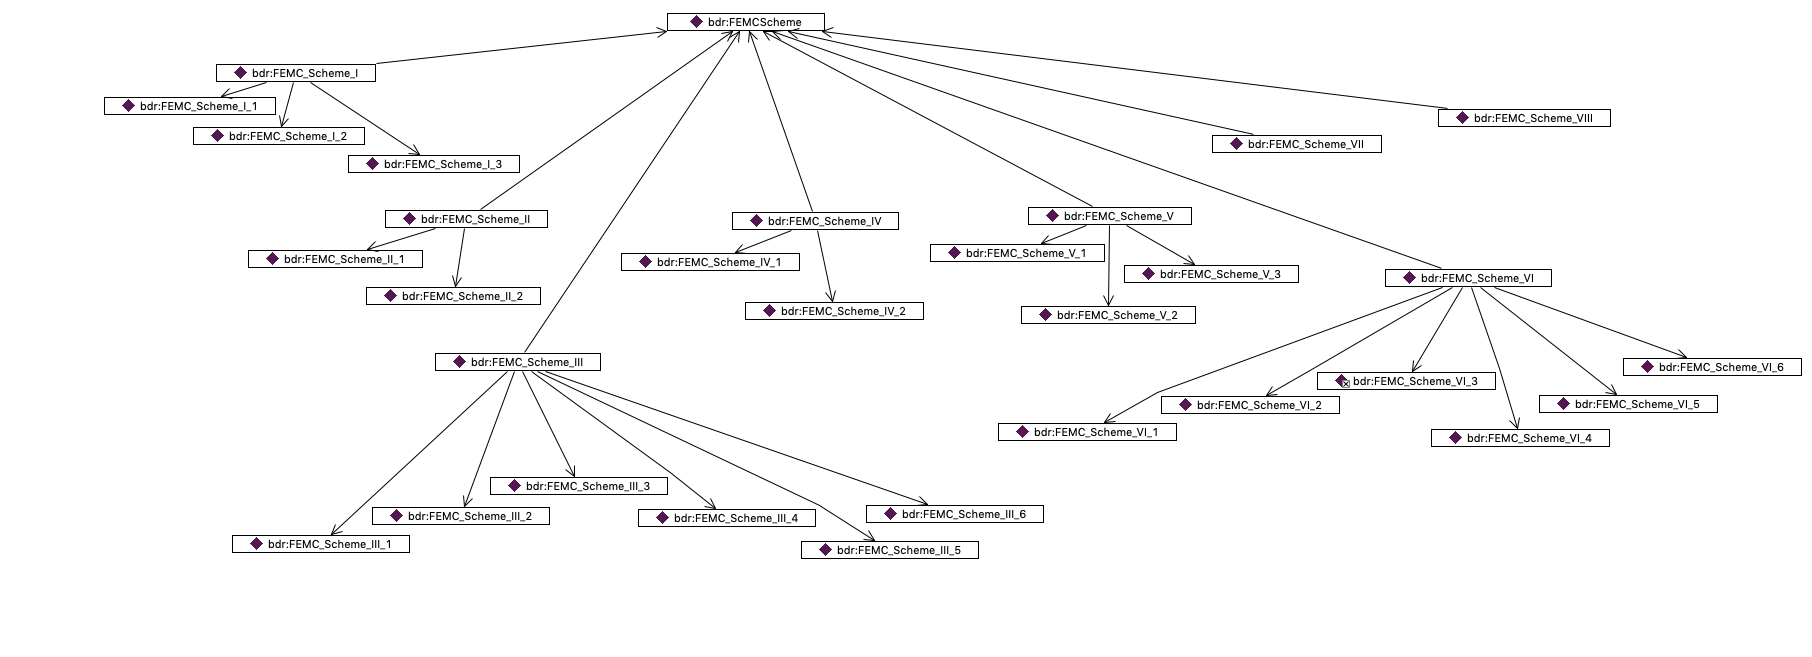 bdr:FEMCScheme
bdr:FEMC_Scheme_I
bdr:FEMC_Scheme_I_1
bdr:FEMC_Scheme_I_2
bdr:FEMC_Scheme_I_3
bdr:FEMC_Scheme_VIII
bdr:FEMC_Scheme_VII
bdr:FEMC_Scheme_II
bdr:FEMC_Scheme_II_1
bdr:FEMC_Scheme_II_2
bdr:FEMC_Scheme_IV
bdr:FEMC_Scheme_IV_1
bdr:FEMC_Scheme_IV_2
bdr:FEMC_Scheme_V
bdr:FEMC_Scheme_V_1
bdr:FEMC_Scheme_V_3
bdr:FEMC_Scheme_V_2
bdr:FEMC_Scheme_VI
bdr:FEMC_Scheme_VI_6
bdr:FEMC_Scheme_VI_3
bdr:FEMC_Scheme_VI_2
bdr:FEMC_Scheme_VI_5
bdr:FEMC_Scheme_VI_1
bdr:FEMC_Scheme_VI_4
bdr:FEMC_Scheme_III
bdr:FEMC_Scheme_III_3
bdr:FEMC_Scheme_III_2
bdr:FEMC_Scheme_III_4
bdr:FEMC_Scheme_III_6
bdr:FEMC_Scheme_III_1
bdr:FEMC_Scheme_III_5